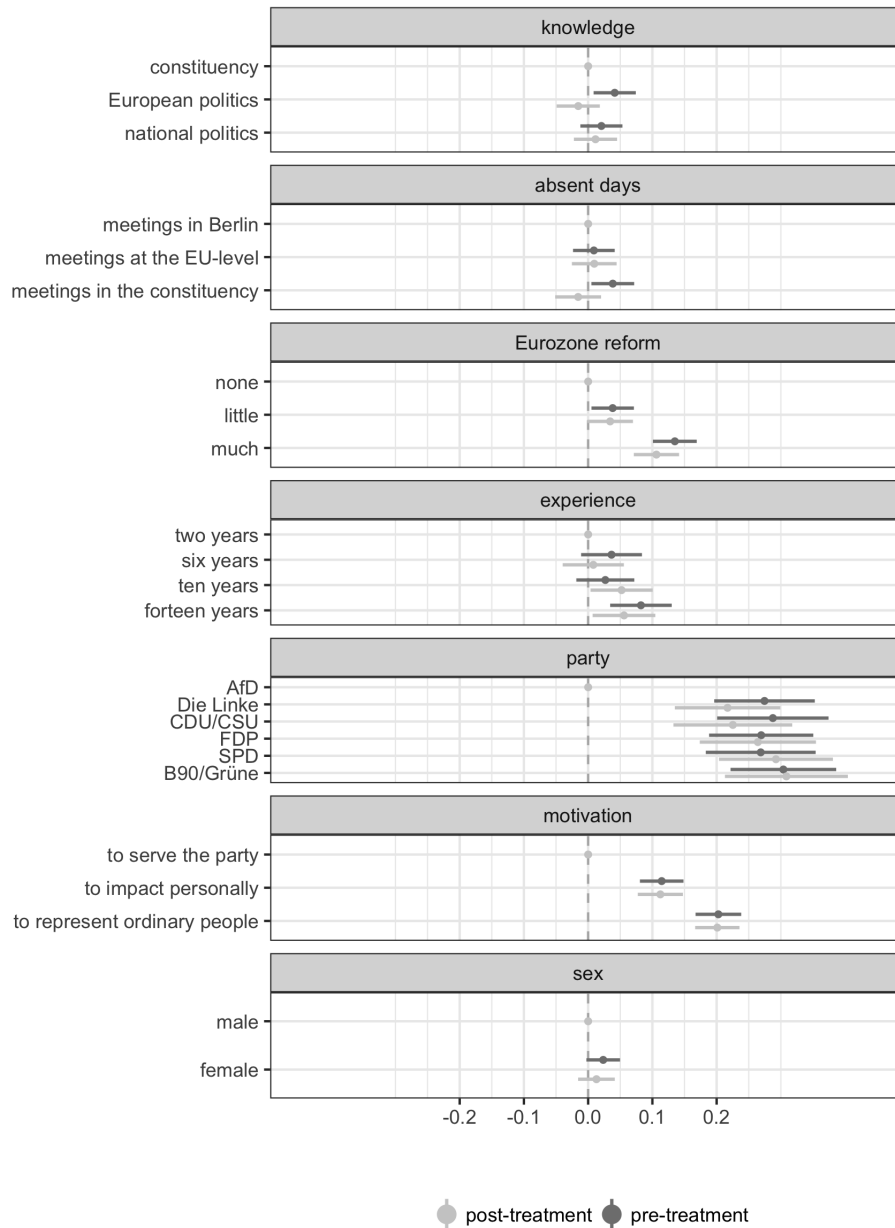 knowledge
constituency
European politics
national politics
absent days
meetings in Berlin
meetings at the EU-level
meetings in the constituency
Eurozone reform
none
little
much
experience
two years
six years
ten years
forteen years
party
AfD
Die Linke
CDU/CSU
FDP
SPD
B90/Grüne
motivation
to serve the party
to impact personally
to represent ordinary people
sex
male
female
-0.2 -0.1 0.0 0.1 0.2
post-treatment pre-treatment